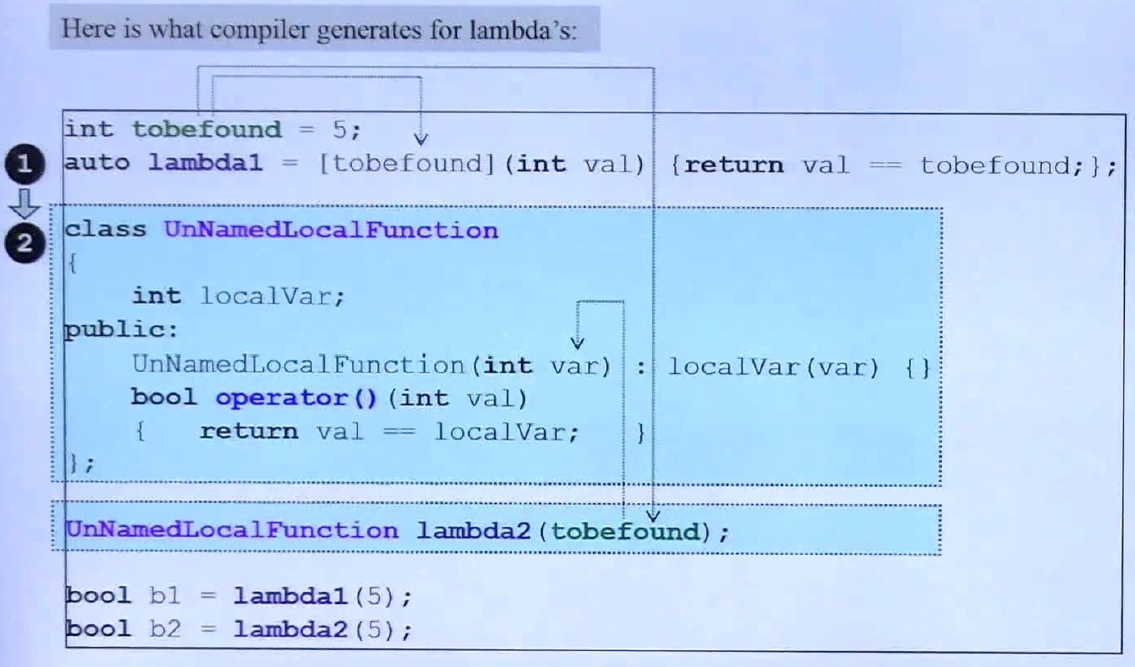 Here is what compiler generates for lambda's:
int tobefound = 5;
1 auto lambda1 = [tobefound](int val) {return val == tobefound;};
2 class UnNamedLocalFunction
{
int localVar;
public:
UnNamedLocalFunction(int var) : localVar(var) {}
bool operator()(int val)
{ return val == localVar; }
};
UnNamedLocalFunction lambda2(tobefound);
bool b1 = lambda1(5);
bool b2 = lambda2(5);